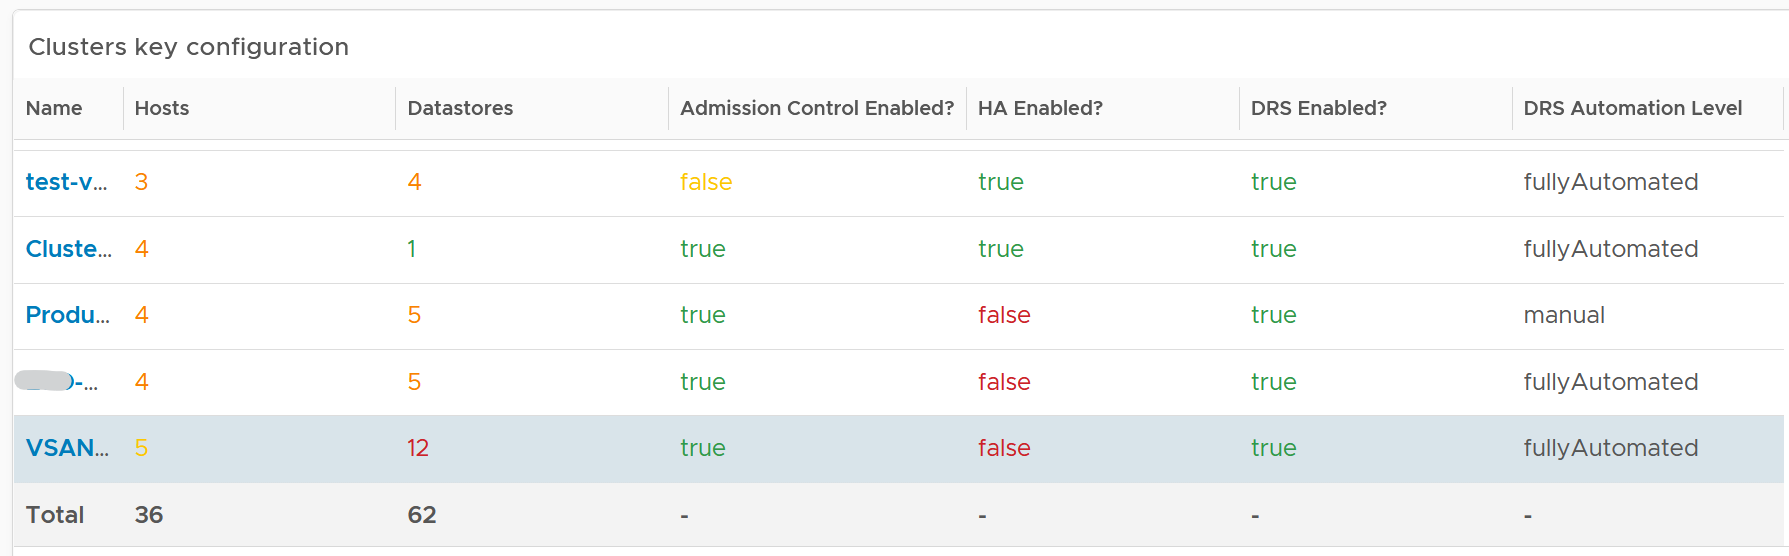 Clusters key configuration
Name Hosts Datastores Admission Control Enabled? HA Enabled? DRS Enabled? DRS Automation Level
test-v... 3 4 false true true fullyAutomated
Cluste... 4 1 true true true fullyAutomated
Produ... 4 5 true false true manual
-... 4 5 true false true fullyAutomated
VSAN... 5 12 true false true fullyAutomated
Total 36 62 - - - -